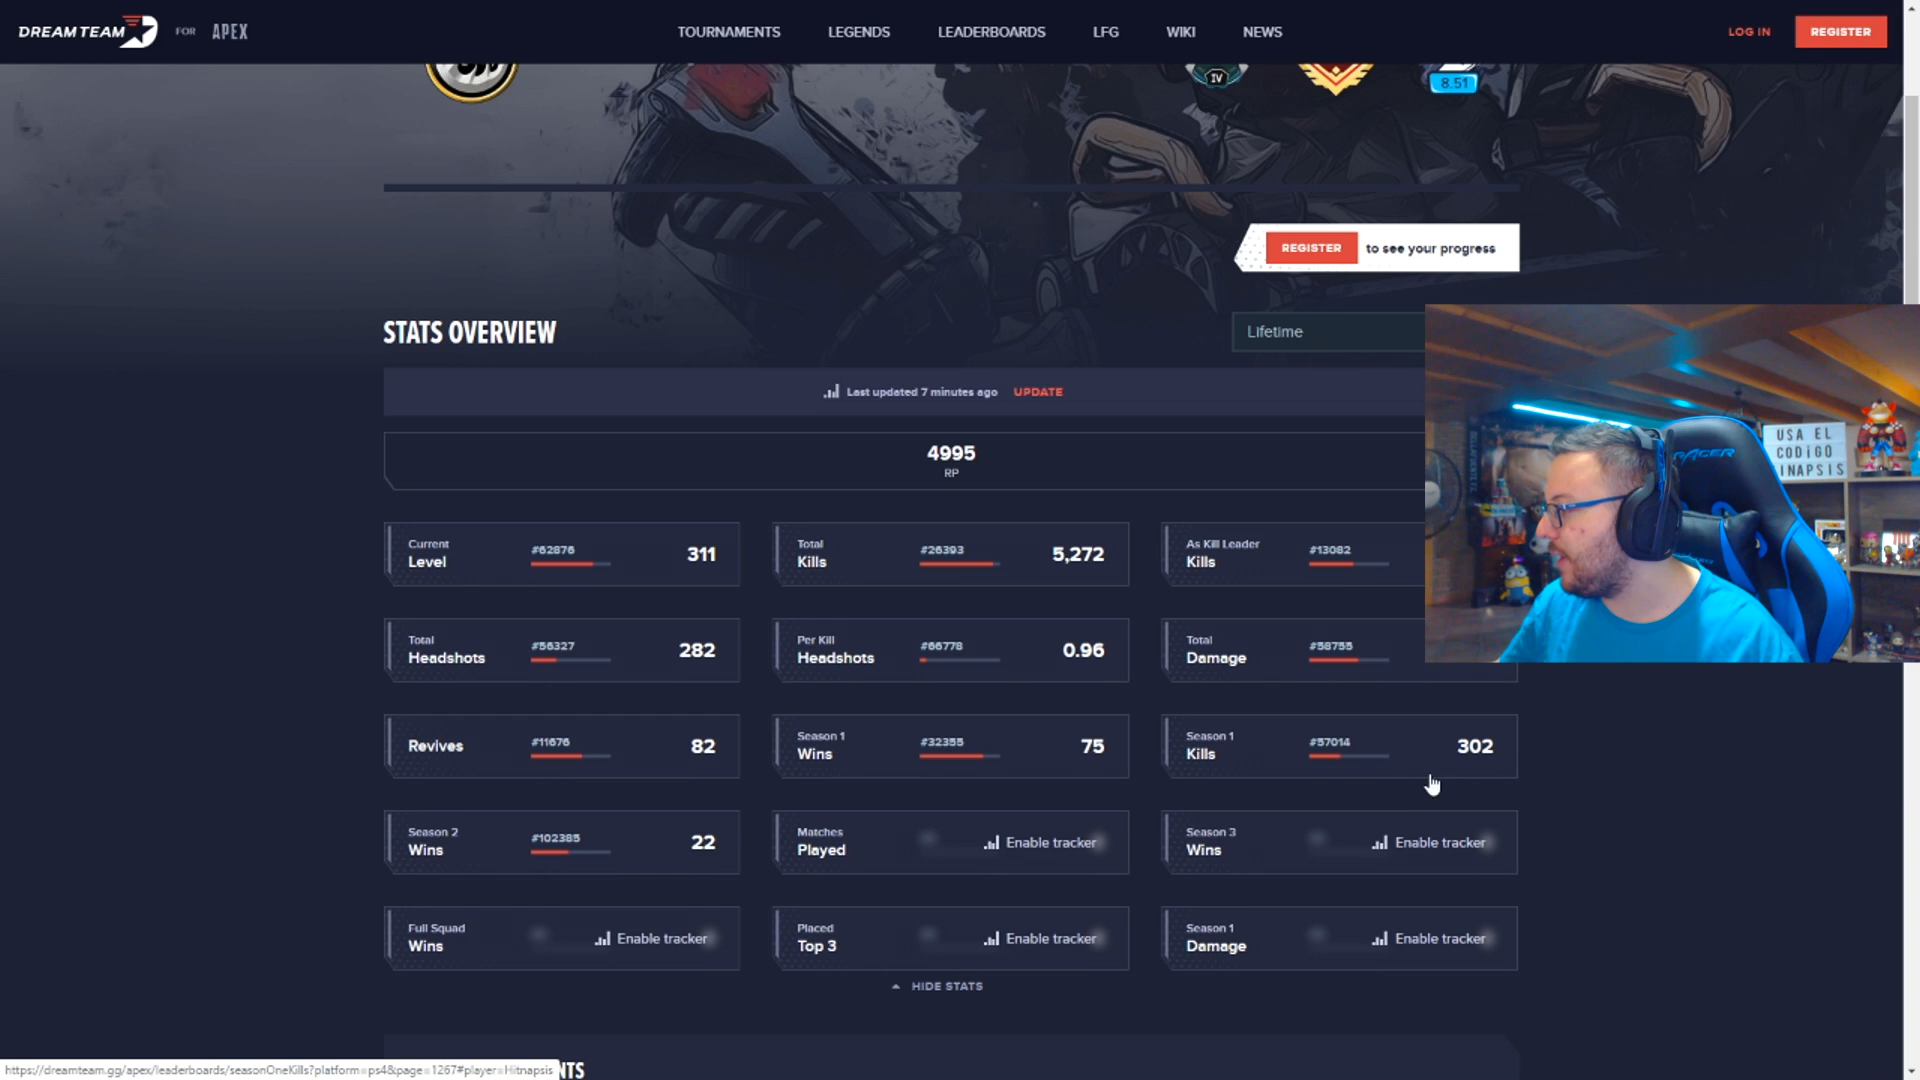 DREAMTEAM FOR APEX
TOURNAMENTS LEGENDS LEADERBOARDS LFG WIKI NEWS
LOG IN REGISTER
IV
8.51
REGISTER to see your progress
STATS OVERVIEW
Lifetime
Last updated 7 minutes ago UPDATE
4995
RP
Current
Level
#62876
311
Total
Kills
#26393
5,272
As Kill Leader
Kills
#13082
Total
Headshots
#56327
282
Per Kill
Headshots
#66778
0.96
Total
Damage
#58755
Revives
#11676
82
Season 1
Wins
#32355
75
Season 1
Kills
#57014
302
Season 2
Wins
#102385
22
Matches
Played
Enable tracker
Season 3
Wins
Enable tracker
Full Squad
Wins
Enable tracker
Placed
Top 3
Enable tracker
Season 1
Damage
Enable tracker
HIDE STATS
NTS
https://dreamteam.gg/apex/leaderboards/seasonOneKills?platform=ps4&page=1267#player=Hitnapsis
USA EL
CODIGO
INAPSIS
RACER